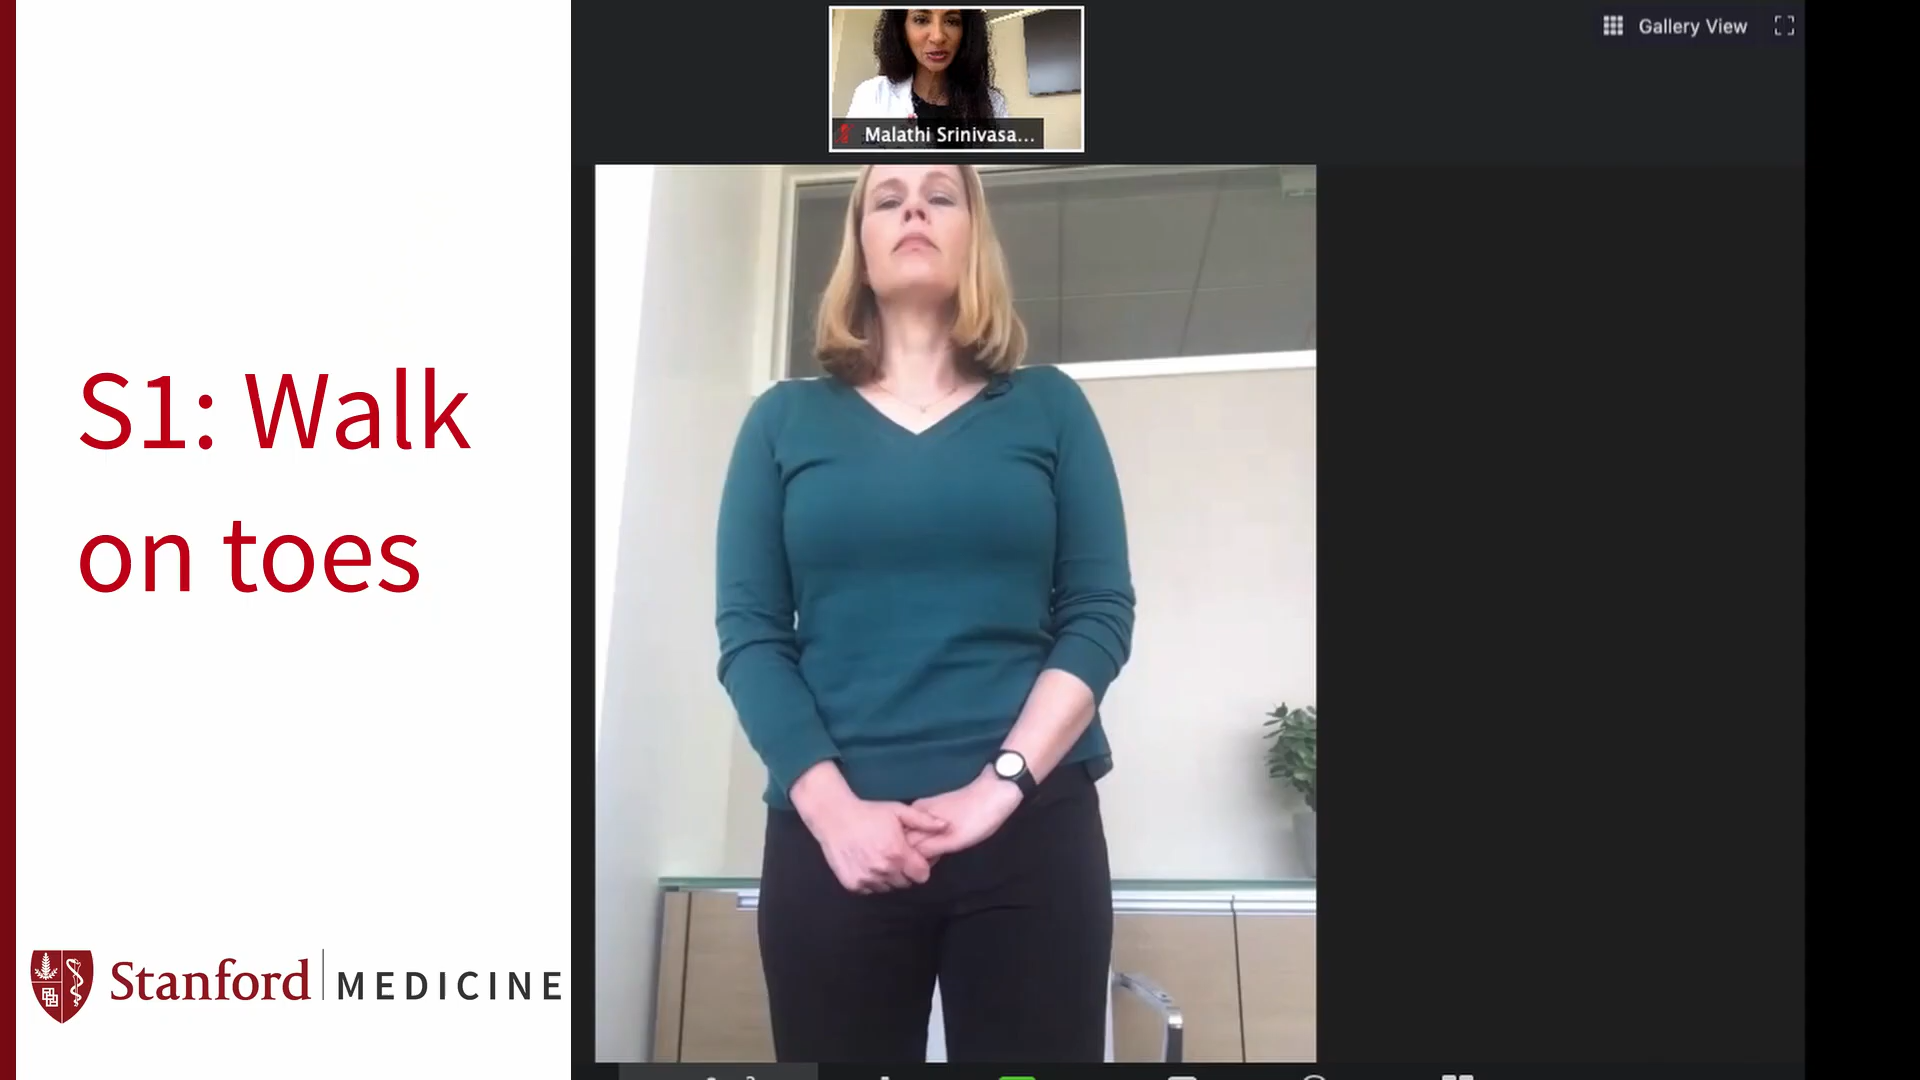 S1: Walk
on toes
Stanford MEDICINE
Malathi Srinivasa...
Gallery View